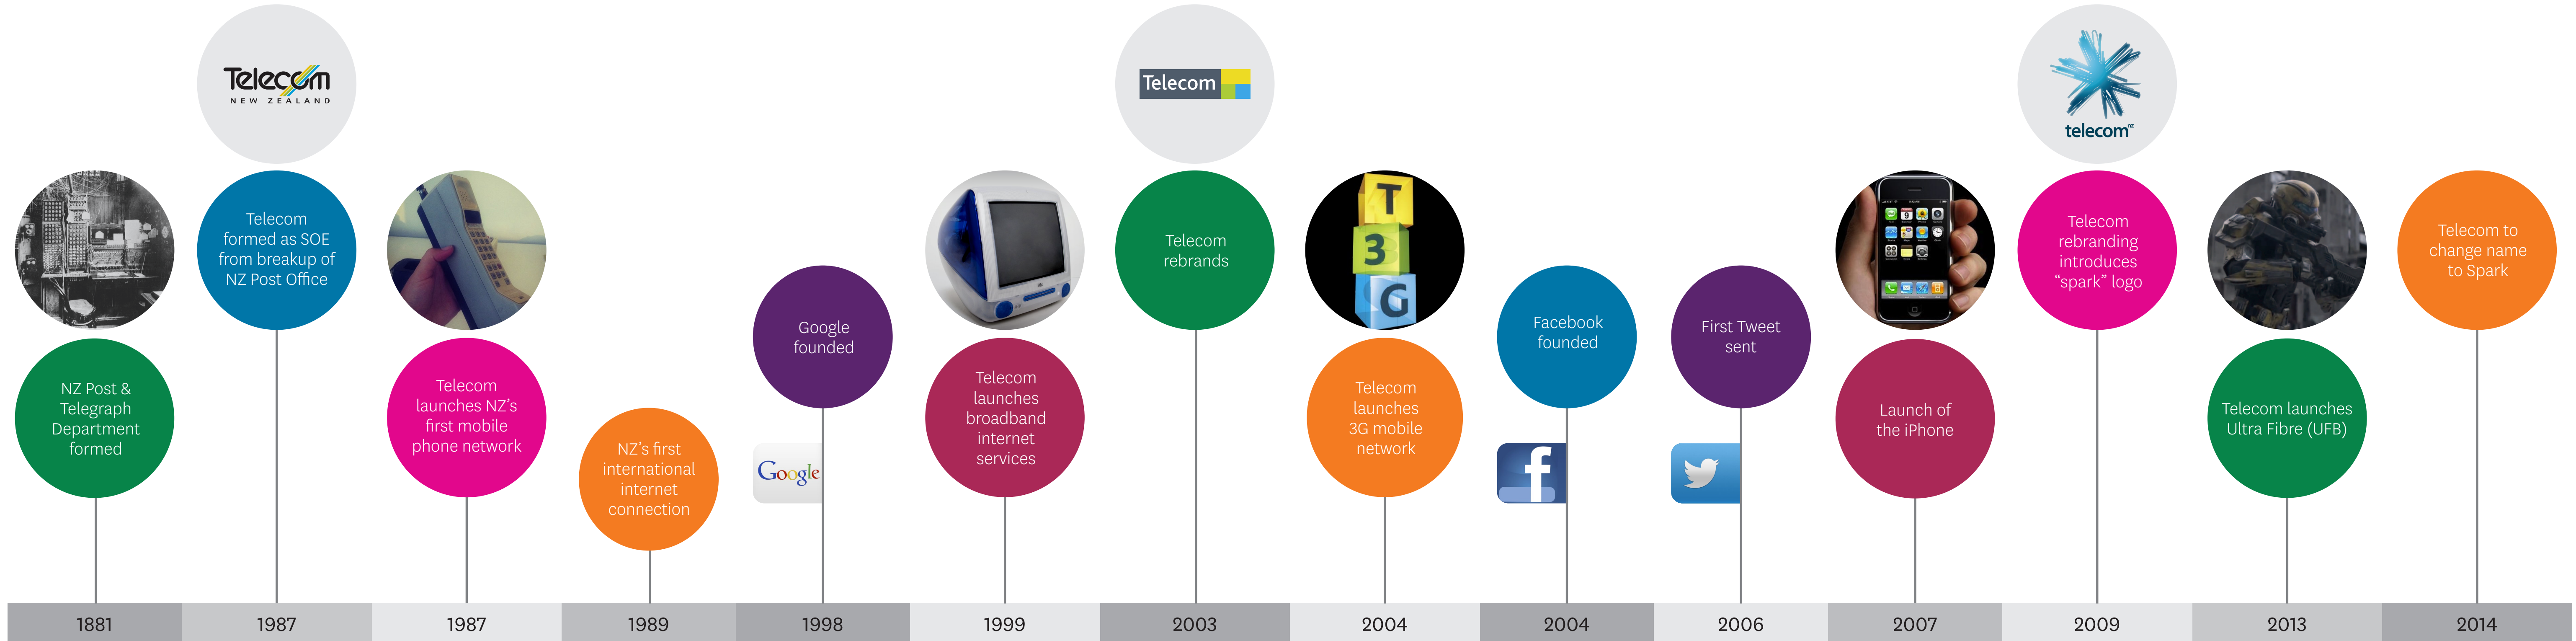 Telecom
NEW ZEALAND
Telecom
telecom nz
NZ Post &
Telegraph
Department
formed
Telecom
formed as SOE
from breakup of
NZ Post Office
Telecom
launches NZ's
first mobile
phone network
NZ's first
international
internet
connection
Google
founded
Google
Telecom
launches
broadband
internet
services
Telecom
rebrands
T
3
G
Telecom
launches
3G mobile
network
Facebook
founded
f
First Tweet
sent
Launch of
the iPhone
Telecom
rebranding
introduces
“spark” logo
Telecom launches
Ultra Fibre (UFB)
Telecom to
change name
to Spark
1881
1987
1987
1989
1998
1999
2003
2004
2004
2006
2007
2009
2013
2014